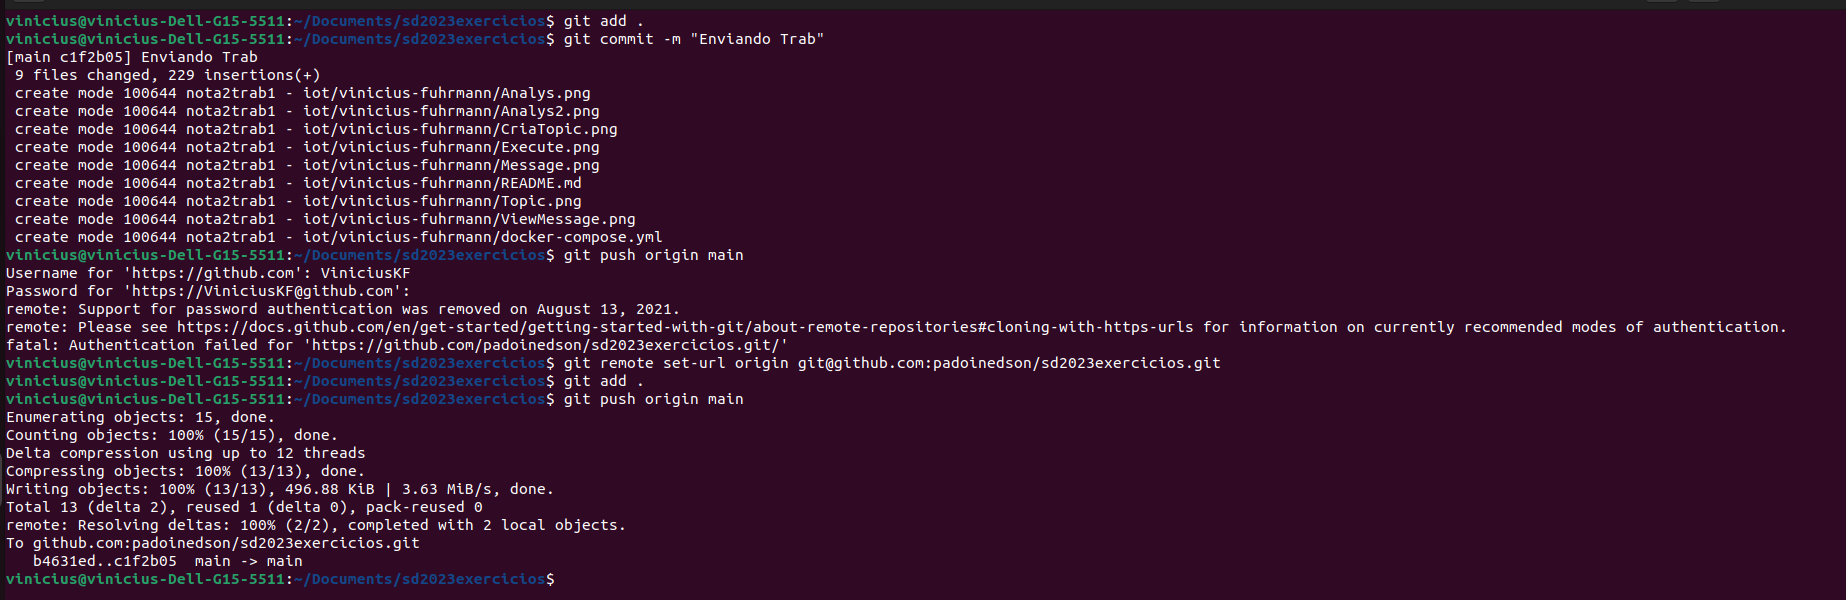 vinicius@vinicius-Dell-G15-5511:~/Documents/sd2023exercicios$ git add .
vinicius@vinicius-Dell-G15-5511:~/Documents/sd2023exercicios$ git commit -m "Enviando Trab"
[main c1f2b05] Enviando Trab
 9 files changed, 229 insertions(+)
 create mode 100644 nota2trab1 - iot/vinicius-fuhrmann/Analys.png
 create mode 100644 nota2trab1 - iot/vinicius-fuhrmann/Analys2.png
 create mode 100644 nota2trab1 - iot/vinicius-fuhrmann/CriaTopic.png
 create mode 100644 nota2trab1 - iot/vinicius-fuhrmann/Execute.png
 create mode 100644 nota2trab1 - iot/vinicius-fuhrmann/Message.png
 create mode 100644 nota2trab1 - iot/vinicius-fuhrmann/README.md
 create mode 100644 nota2trab1 - iot/vinicius-fuhrmann/Topic.png
 create mode 100644 nota2trab1 - iot/vinicius-fuhrmann/ViewMessage.png
 create mode 100644 nota2trab1 - iot/vinicius-fuhrmann/docker-compose.yml
vinicius@vinicius-Dell-G15-5511:~/Documents/sd2023exercicios$ git push origin main
Username for 'https://github.com': ViniciusKF
Password for 'https://ViniciusKF@github.com':
remote: Support for password authentication was removed on August 13, 2021.
remote: Please see https://docs.github.com/en/get-started/getting-started-with-git/about-remote-repositories#cloning-with-https-urls for information on currently recommended modes of authentication.
fatal: Authentication failed for 'https://github.com/padoinedson/sd2023exercicios.git/'
vinicius@vinicius-Dell-G15-5511:~/Documents/sd2023exercicios$ git remote set-url origin git@github.com:padoinedson/sd2023exercicios.git
vinicius@vinicius-Dell-G15-5511:~/Documents/sd2023exercicios$ git add .
vinicius@vinicius-Dell-G15-5511:~/Documents/sd2023exercicios$ git push origin main
Enumerating objects: 15, done.
Counting objects: 100% (15/15), done.
Delta compression using up to 12 threads
Compressing objects: 100% (13/13), done.
Writing objects: 100% (13/13), 496.88 KiB | 3.63 MiB/s, done.
Total 13 (delta 2), reused 1 (delta 0), pack-reused 0
remote: Resolving deltas: 100% (2/2), completed with 2 local objects.
To github.com:padoinedson/sd2023exercicios.git
   b4631ed..c1f2b05  main -> main
vinicius@vinicius-Dell-G15-5511:~/Documents/sd2023exercicios$